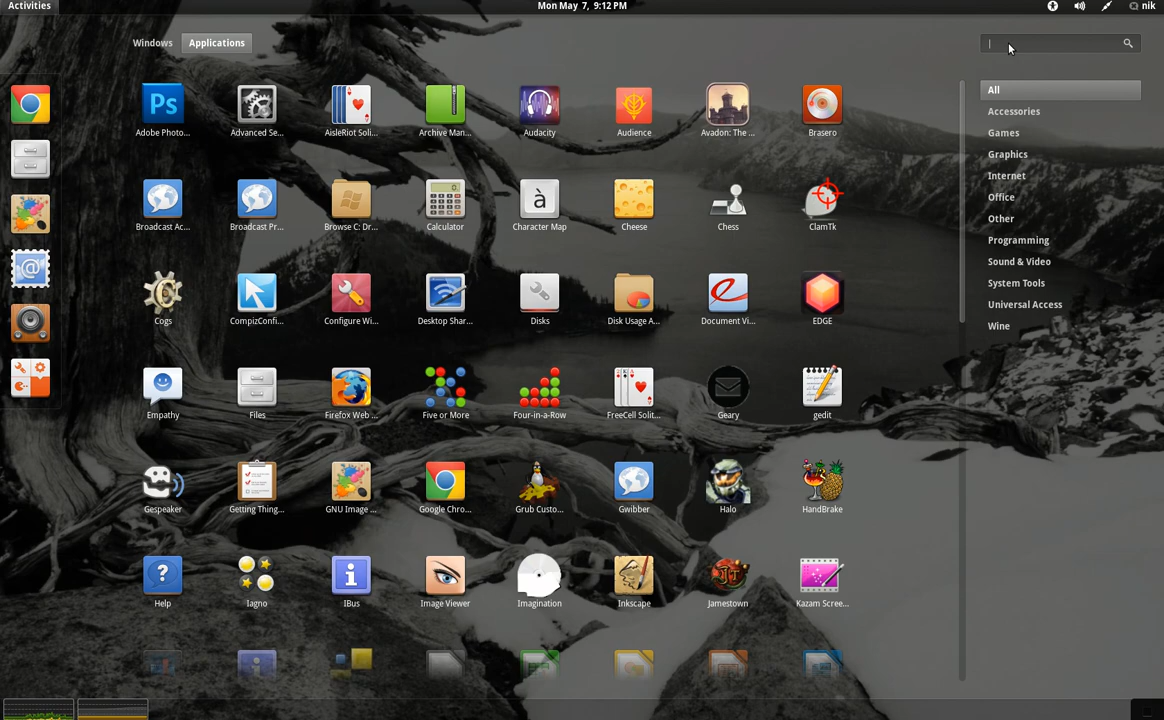 Activities
Mon May 7, 9:12 PM
nik
Windows
Applications
Ps
Adobe Photo...
Advanced Se...
AisleRiot Soli...
Archive Man...
Audacity
Audience
Avadon: The ...
Brasero
All
Accessories
Games
Graphics
Internet
Office
Other
Programming
Sound & Video
System Tools
Universal Access
Wine
à
Broadcast Ac...
Broadcast Pr...
Browse C: Dr...
Calculator
Character Map
Cheese
Chess
ClamTk
Cogs
CompizConfi...
Configure Wi...
Desktop Shar...
Disks
Disk Usage A...
Document Vi...
EDGE
Empathy
Files
Firefox Web ...
Five or More
Four-in-a-Row
FreeCell Solit...
Geary
gedit
Gespeaker
Getting Thing...
GNU Image ...
Google Chro...
Grub Custo...
Gwibber
Halo
HandBrake
Help
Iagno
IBus
Image Viewer
Imagination
Inkscape
Jamestown
Kazam Scree...